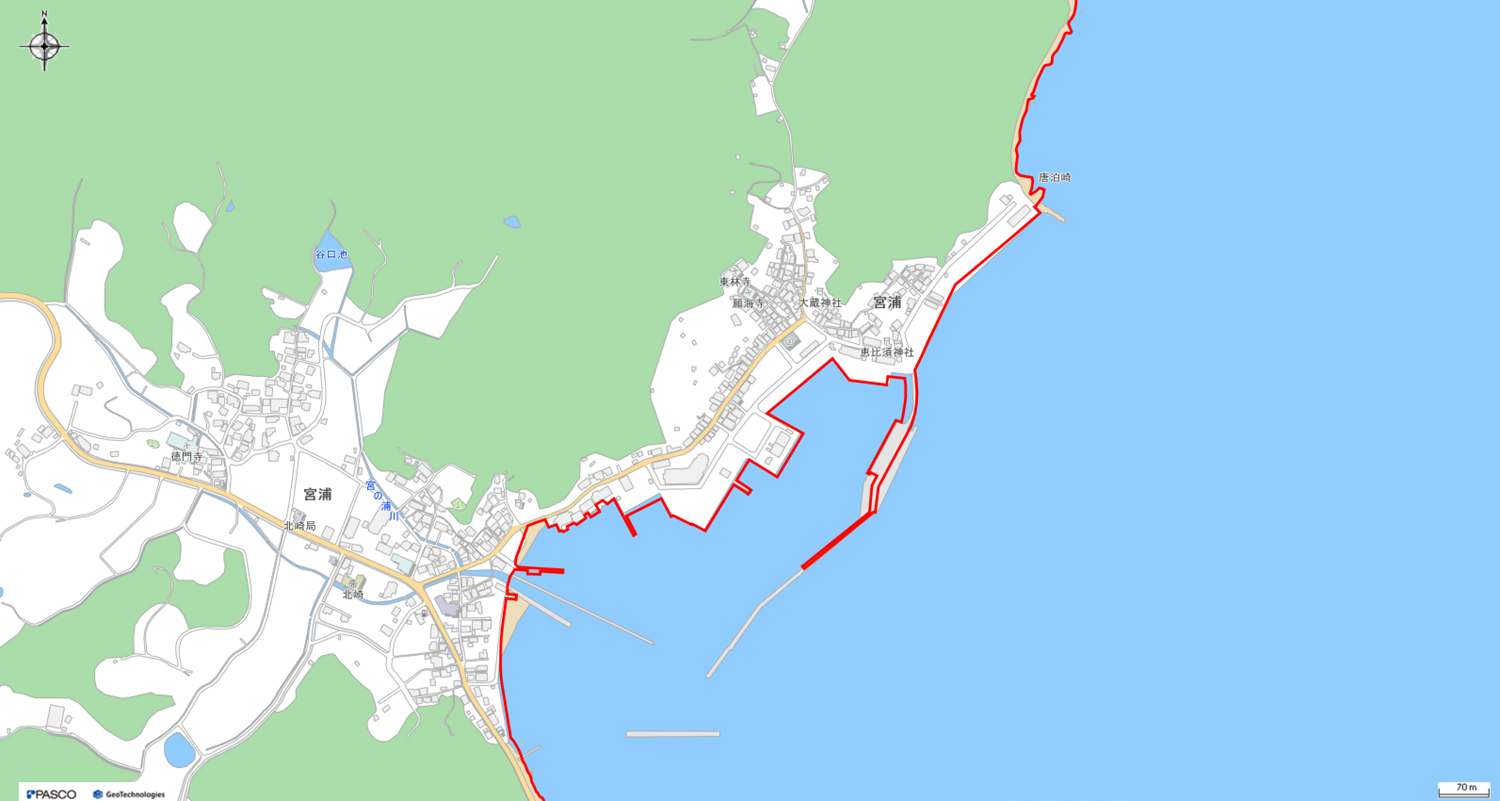 N
唐泊崎
谷口池
東林寺
願海寺
大蔵神社
宮浦
恵比須神社
徳門寺
宮浦
宮の浦川
北崎局
北崎
PASCO
GeoTechnologies
70 m